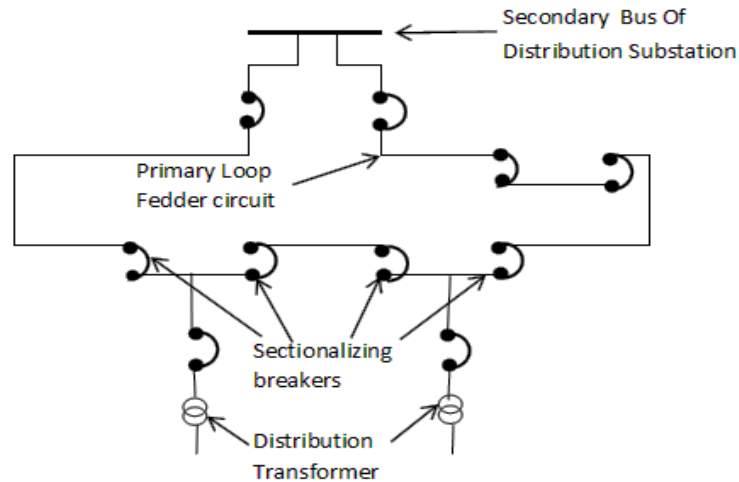 Secondary Bus Of
Distribution Substation
Primary Loop
Fedder circuit
Sectionalizing
breakers
Distribution
Transformer